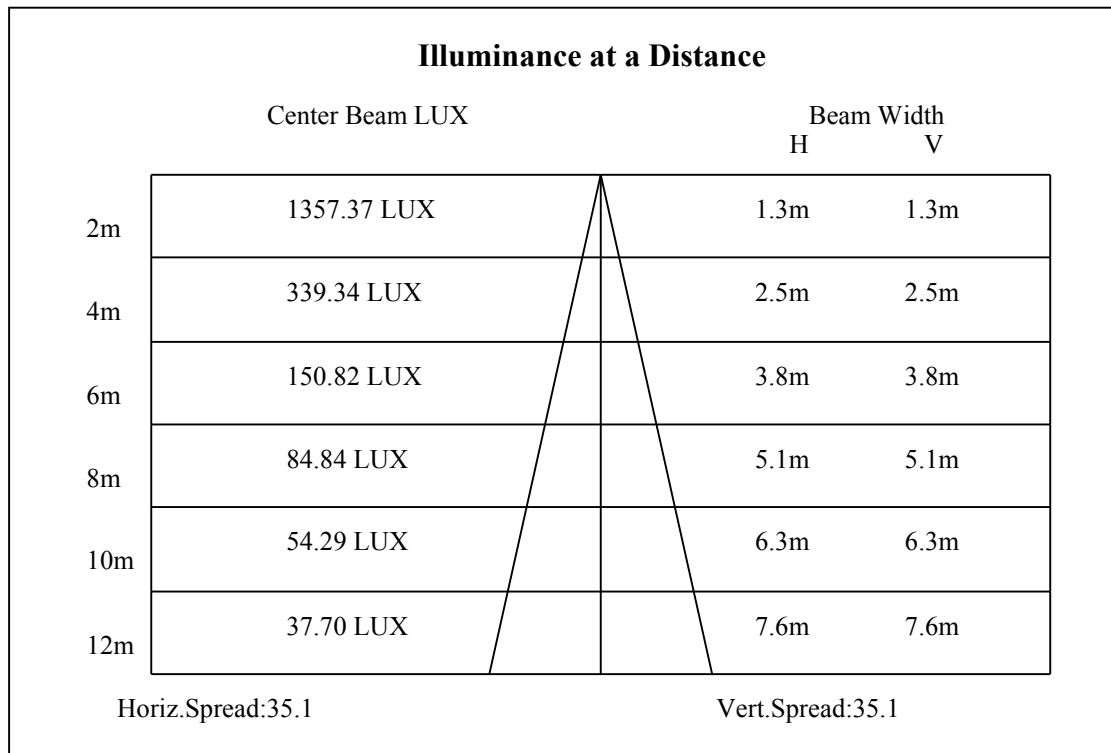 Illuminance at a Distance
Center Beam LUX Beam Width
H V
2m 1357.37 LUX 1.3m 1.3m
4m 339.34 LUX 2.5m 2.5m
6m 150.82 LUX 3.8m 3.8m
8m 84.84 LUX 5.1m 5.1m
10m 54.29 LUX 6.3m 6.3m
12m 37.70 LUX 7.6m 7.6m
Horiz.Spread:35.1 Vert.Spread:35.1